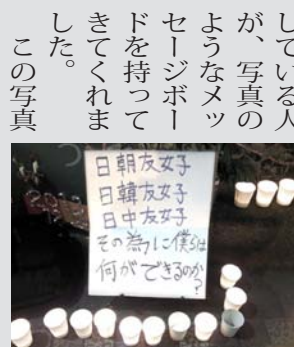 している人
が、写真の
ようなメッ
セージボー
ドを持って
きてくれま
した。
この写真
日朝友好
日韓友好
日中友好
その為に僕らは
何ができるのか?